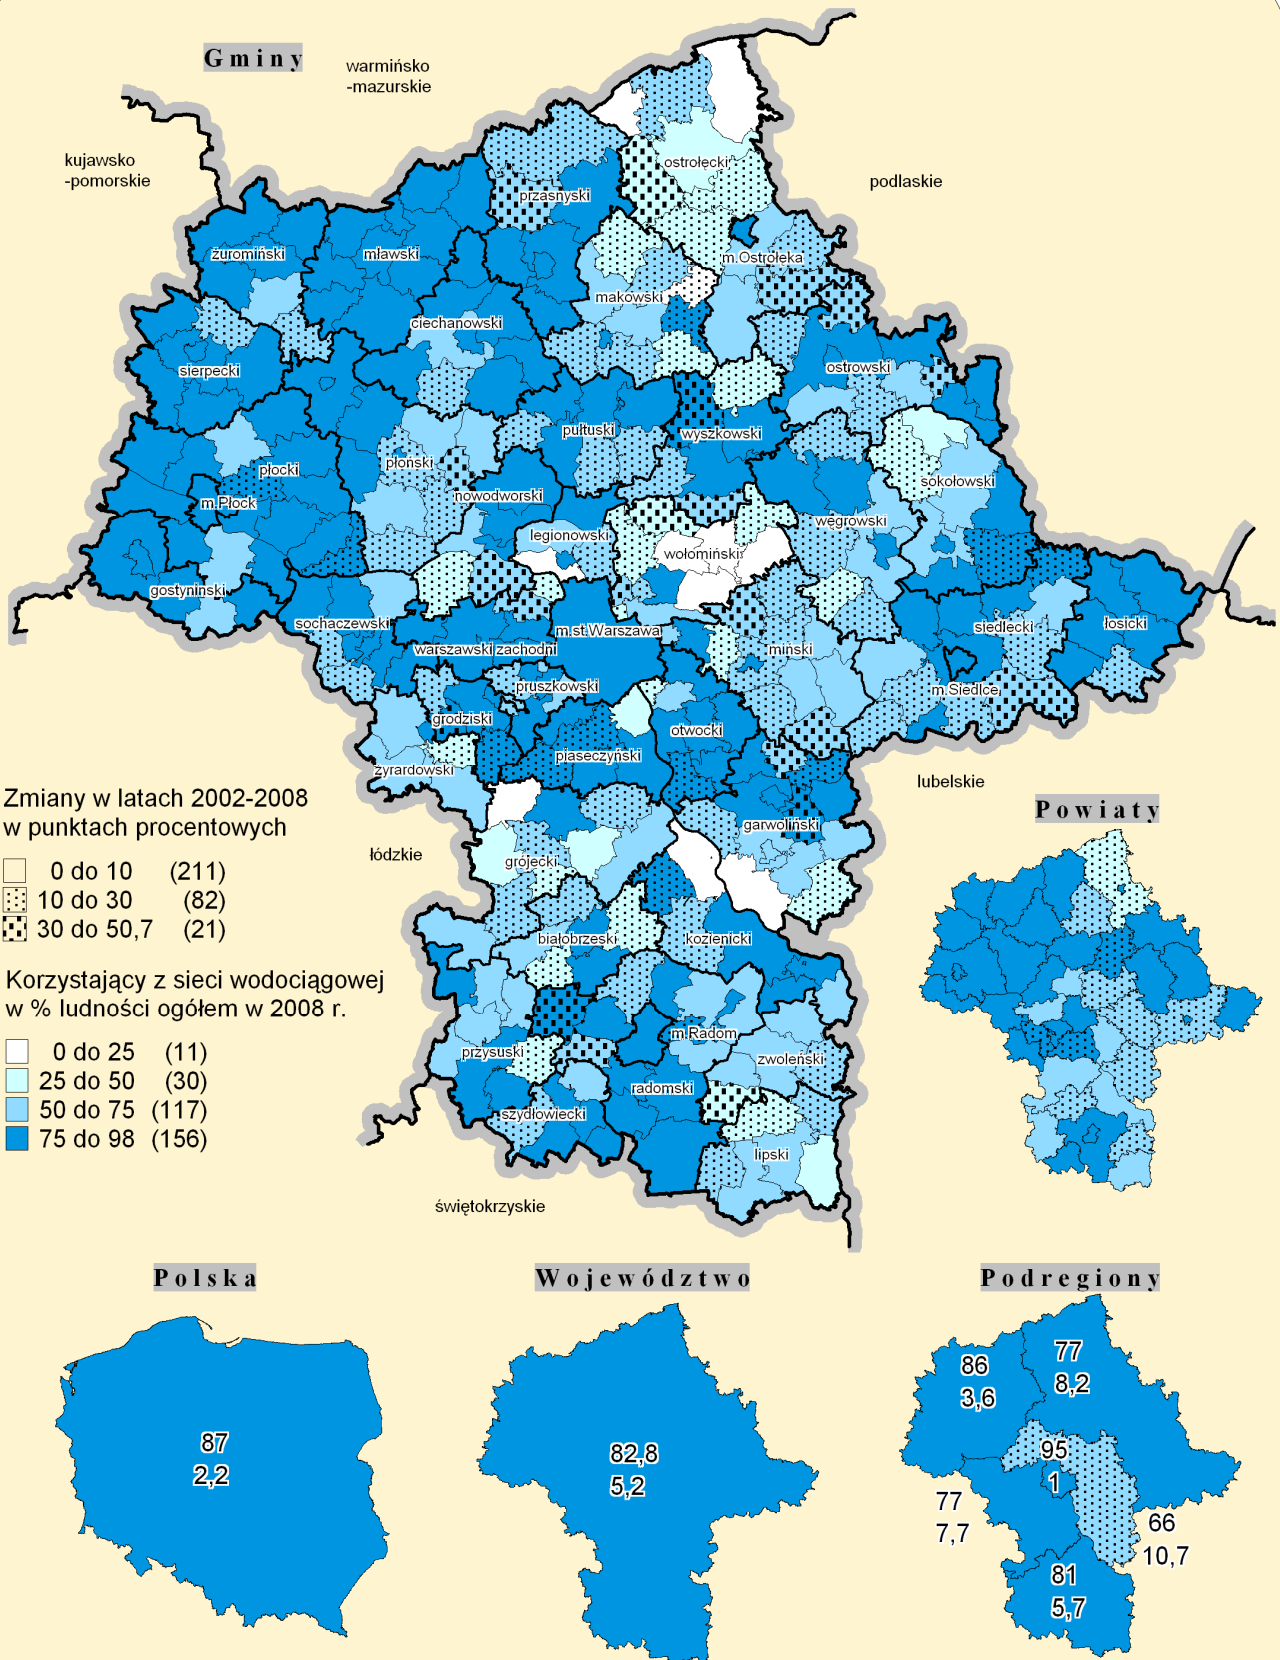 Gminy
warmińsko
-mazurskie
kujawsko
-pomorskie
podlaskie
ostrołęcki
przasnyski
żuromiński
mławski
m.Ostrołęka
makowski
ciechanowski
sierpecki
ostrowski
pułtuski
wyszkowski
płoński
płocki
sokołowski
m.Płock
nowodworski
węgrowski
legionowski
wołomiński
gostyniński
sochaczewski
m.st.Warszawa
siedlecki
łosicki
warszawski zachodni
miński
pruszkowski
m.Siedlce
grodziski
otwocki
piaseczyński
żyrardowski
lubelskie
Zmiany w latach 2002-2008
w punktach procentowych
0 do 10 (211)
10 do 30 (82)
30 do 50,7 (21)
Powiaty
garwoliński
łódzkie
grójecki
białobrzeski
kozienicki
Korzystający z sieci wodociągowej
w % ludności ogółem w 2008 r.
0 do 25 (11)
25 do 50 (30)
50 do 75 (117)
75 do 98 (156)
m.Radom
przysuski
zwoleński
radomski
szydłowiecki
lipski
świętokrzyskie
Polska
87
2,2
Województwo
82,8
5,2
Podregiony
86
3,6
77
8,2
95
1
77
7,7
66
10,7
81
5,7